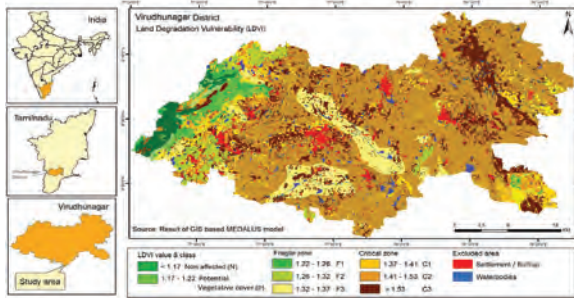 India
Tamilnadu
Virudhunagar
Study area
Virudhunagar District
Land Degradation Vulnerability (LDVI)
N
Source: Result of GIS based MEDALUS model
LDVI value & class
< 1.17 Non affected (N)
1.17 - 1.22 Potential
Vegetative cover (P)
Fragile zone
1.22 - 1.26 F1
1.26 - 1.32 F2
1.32 - 1.37 F3
Critical zone
1.37 - 1.41 C1
1.41 - 1.53 C2
> 1.53 C3
Excluded area
Settlement / Builtup
Waterbodies